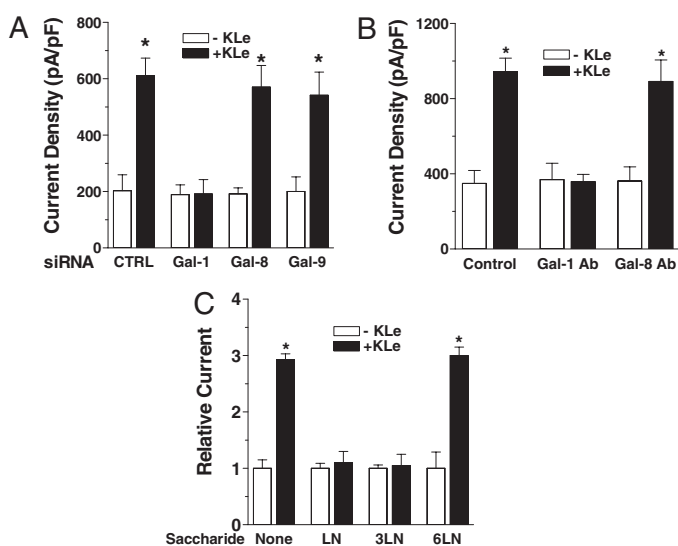 A
Current Density (pA/pF)
800
600
400
200
0
- KLe
+KLe
*
*
*
siRNA CTRL Gal-1 Gal-8 Gal-9
B
Current Density (pA/pF)
1200
900
400
0
- KLe
+KLe
*
*
Control Gal-1 Ab Gal-8 Ab
C
Relative Current
4
3
2
1
0
- KLe
+KLe
*
*
Saccharide None LN 3LN 6LN